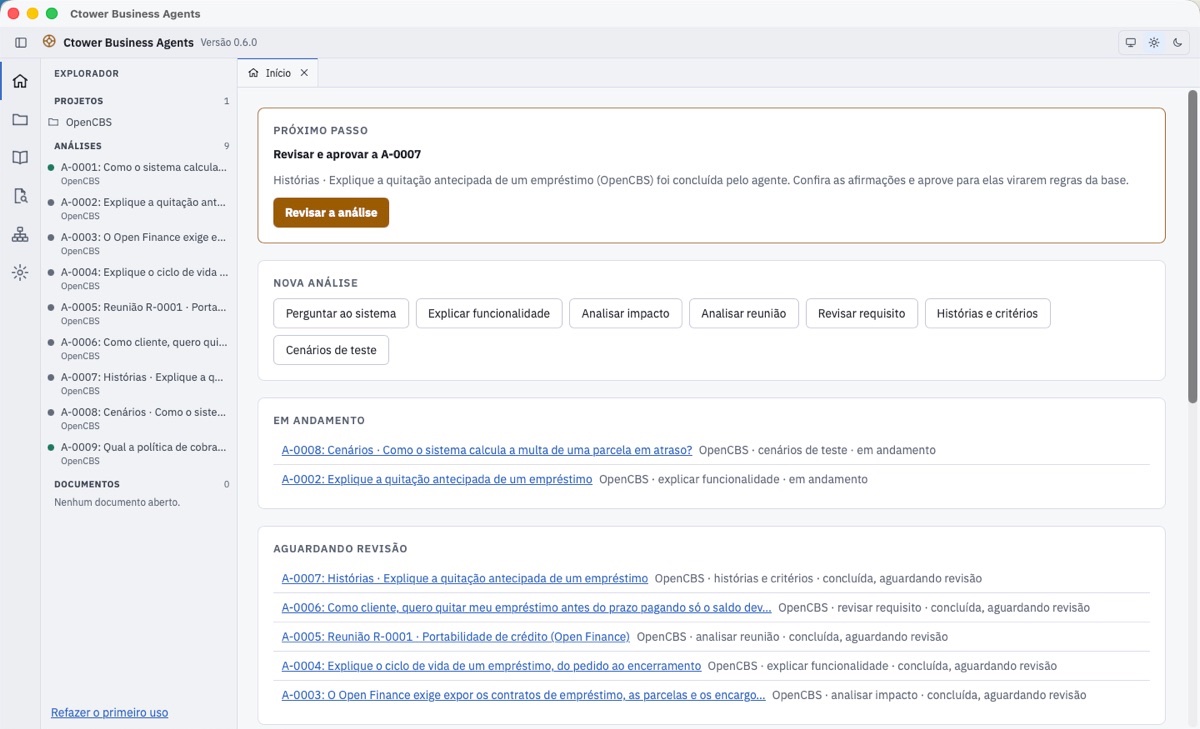 Ctower Business Agents
Ctower Business Agents Versão 0.6.0
EXPLORADOR
PROJETOS 1
OpenCBS
ANÁLISES 9
A-0001: Como o sistema calcula...
OpenCBS
A-0002: Explique a quitação ant...
OpenCBS
A-0003: O Open Finance exige e...
OpenCBS
A-0004: Explique o ciclo de vida ...
OpenCBS
A-0005: Reunião R-0001 · Porta...
OpenCBS
A-0006: Como cliente, quero qui...
OpenCBS
A-0007: Histórias · Explique a q...
OpenCBS
A-0008: Cenários · Como o siste...
OpenCBS
A-0009: Qual a política de cobra...
OpenCBS
DOCUMENTOS 0
Nenhum documento aberto.
Refazer o primeiro uso
Início
PRÓXIMO PASSO
Revisar e aprovar a A-0007
Histórias · Explique a quitação antecipada de um empréstimo (OpenCBS) foi concluída pelo agente. Confira as afirmações e aprove para elas virarem regras da base.
Revisar a análise
NOVA ANÁLISE
Perguntar ao sistema Explicar funcionalidade Analisar impacto Analisar reunião Revisar requisito Histórias e critérios
Cenários de teste
EM ANDAMENTO
A-0008: Cenários · Como o sistema calcula a multa de uma parcela em atraso? OpenCBS · cenários de teste · em andamento
A-0002: Explique a quitação antecipada de um empréstimo OpenCBS · explicar funcionalidade · em andamento
AGUARDANDO REVISÃO
A-0007: Histórias · Explique a quitação antecipada de um empréstimo OpenCBS · histórias e critérios · concluída, aguardando revisão
A-0006: Como cliente, quero quitar meu empréstimo antes do prazo pagando só o saldo dev... OpenCBS · revisar requisito · concluída, aguardando revisão
A-0005: Reunião R-0001 · Portabilidade de crédito (Open Finance) OpenCBS · analisar reunião · concluída, aguardando revisão
A-0004: Explique o ciclo de vida de um empréstimo, do pedido ao encerramento OpenCBS · explicar funcionalidade · concluída, aguardando revisão
A-0003: O Open Finance exige expor os contratos de empréstimo, as parcelas e os encargo... OpenCBS · analisar impacto · concluída, aguardando revisão